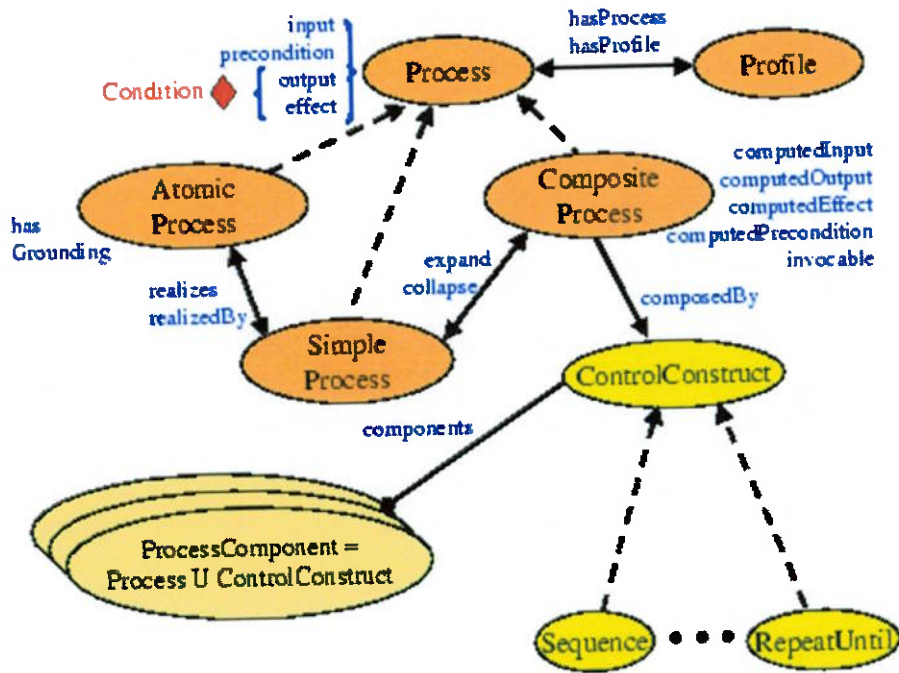 input
precondition
output
effect
Condition
Process
hasProcess
hasProfile
Profile
Atomic
Process
has
Grounding
Composite
Process
computedInput
computedOutput
computedEffect
computedPrecondition
invocable
realizes
realizedBy
expand
collapse
composedBy
Simple
Process
ControlConstruct
components
ProcessComponent =
Process U ControlConstruct
Sequence
RepeatUntil